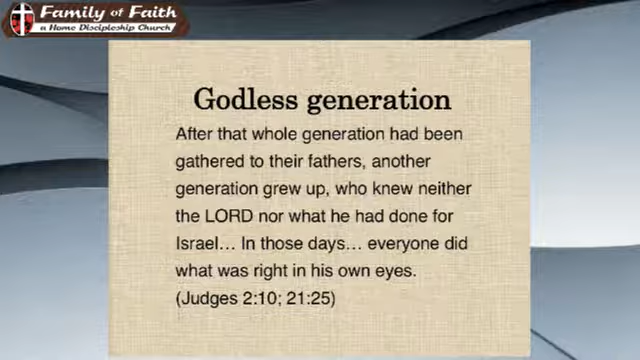 Family of Faith
a Home Discipleship Church
Godless generation
After that whole generation had been
gathered to their fathers, another
generation grew up, who knew neither
the LORD nor what he had done for
Israel… In those days… everyone did
what was right in his own eyes.
(Judges 2:10; 21:25)